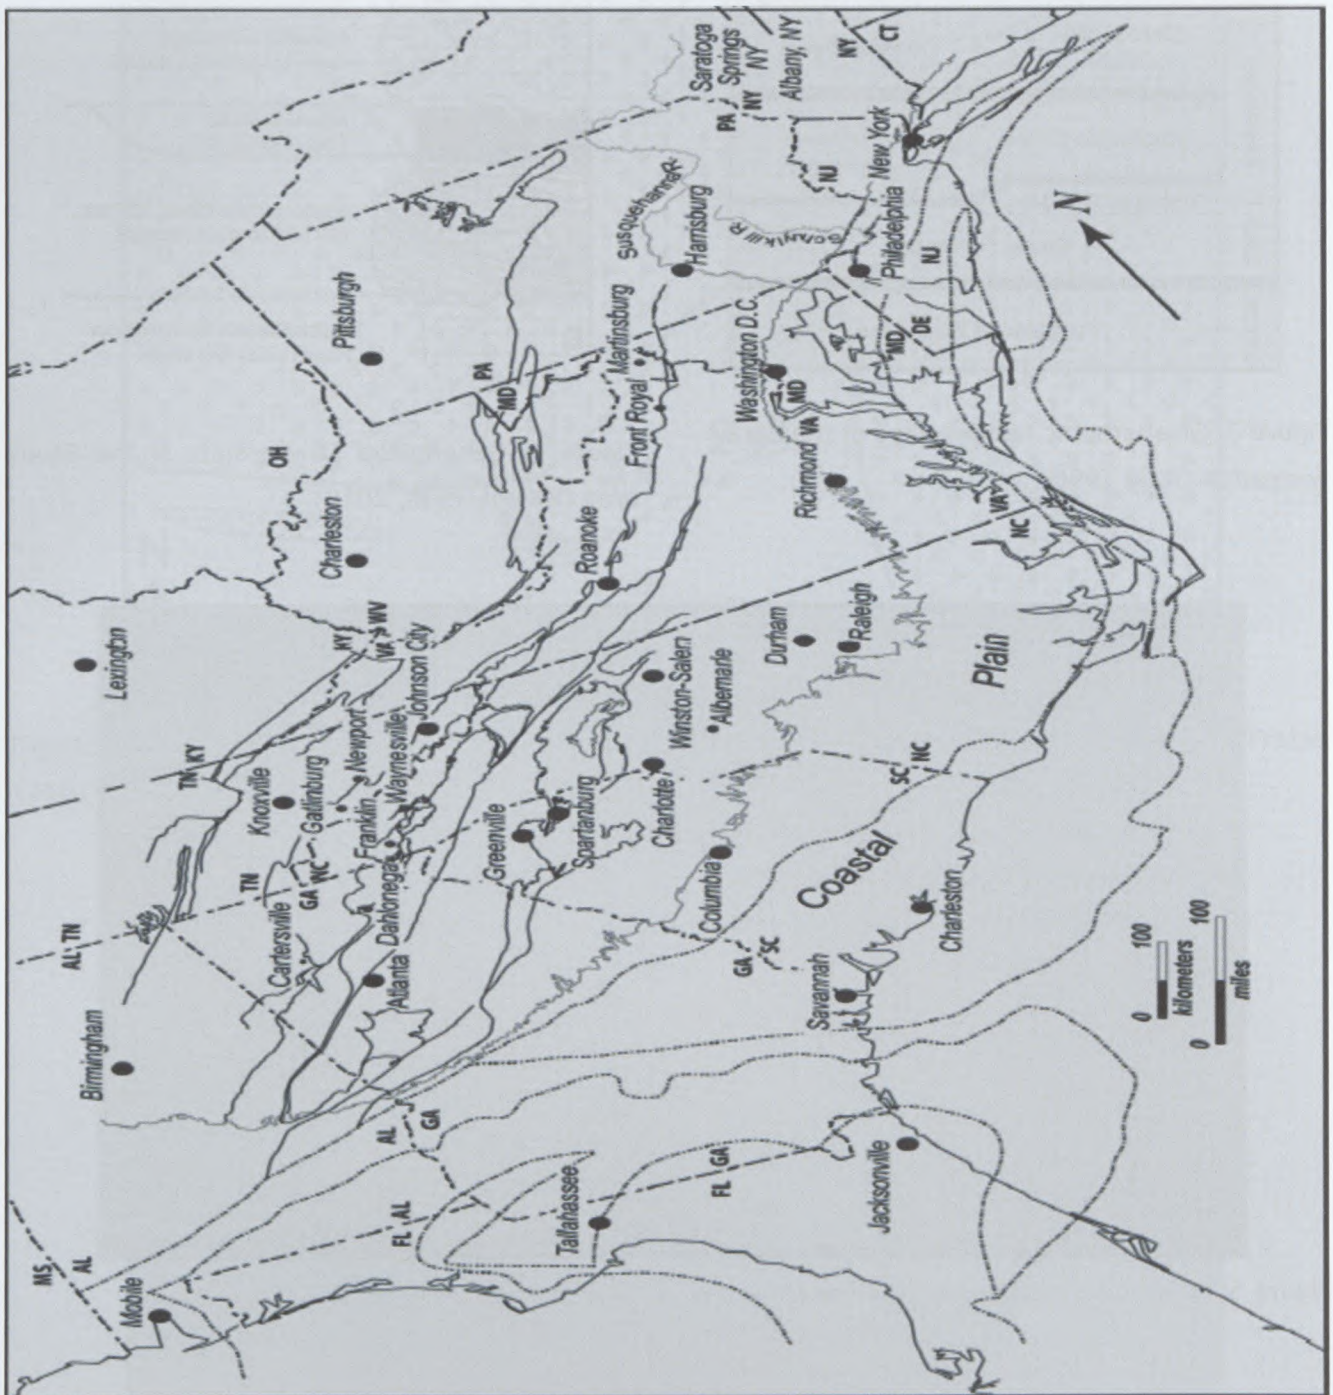 Saratoga
Springs
NY
Albany, NY
NY
CT
PA
NY
NJ
New York
Susquehanna R.
Schylkill R.
Harrisburg
Philadelphia
NJ
N
Pittsburgh
PA
MD
Martinsburg
Front Royal
Washington D.C.
MD
VA
MD
DE
OH
Charleston
Roanoke
Richmond
VA
NC
Lexington
KY
VA
WV
Johnson City
Durham
Raleigh
Plain
Winston-Salem
Albemarle
TN
KY
Knoxville
Gatlinburg
Newport
Waynesville
Franklin
Greenville
Spartanburg
Charlotte
SC
NC
TN
GA
NC
Dahlonega
Cartersville
Atlanta
AL
TN
Columbia
Coastal
Charleston
GA
SC
Savannah
Birmingham
AL
GA
FL
GA
Jacksonville
Tallahassee
FL
AL
MS
AL
Mobile
0 100
kilometers
0 100
miles